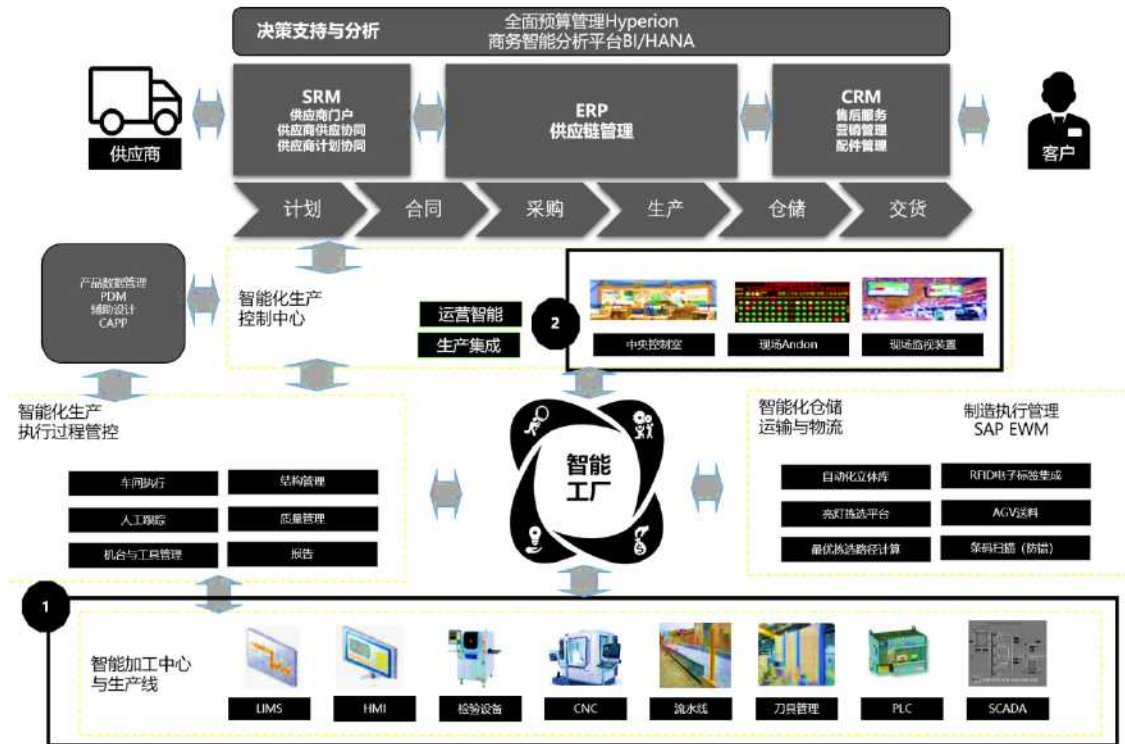 决策支持与分析
全面预算管理Hyperion
商务智能分析平台BI/HANA
供应商
SRM
供应商门户
供应商供应协同
供应商计划协同
ERP
供应链管理
CRM
售后服务
营销管理
配件管理
客户
计划
合同
采购
生产
仓储
交货
产品数据管理
PDM
辅助设计
CAPP
智能化生产
控制中心
运营智能
生产集成
2
中央控制室
现场Andon
现场监视装置
智能化生产
执行过程管控
车间执行
结构管理
人工跟踪
质量管理
机台与工具管理
报告
智能
工厂
智能化仓储
运输与物流
制造执行管理
SAP EWM
自动化立体库
RFID电子标签集成
亮灯拣选平台
AGV送料
最优拣选路径计算
条码扫描（防错）
1
智能加工中心
与生产线
LIMS
HMI
检验设备
CNC
流水线
刀具管理
PLC
SCADA